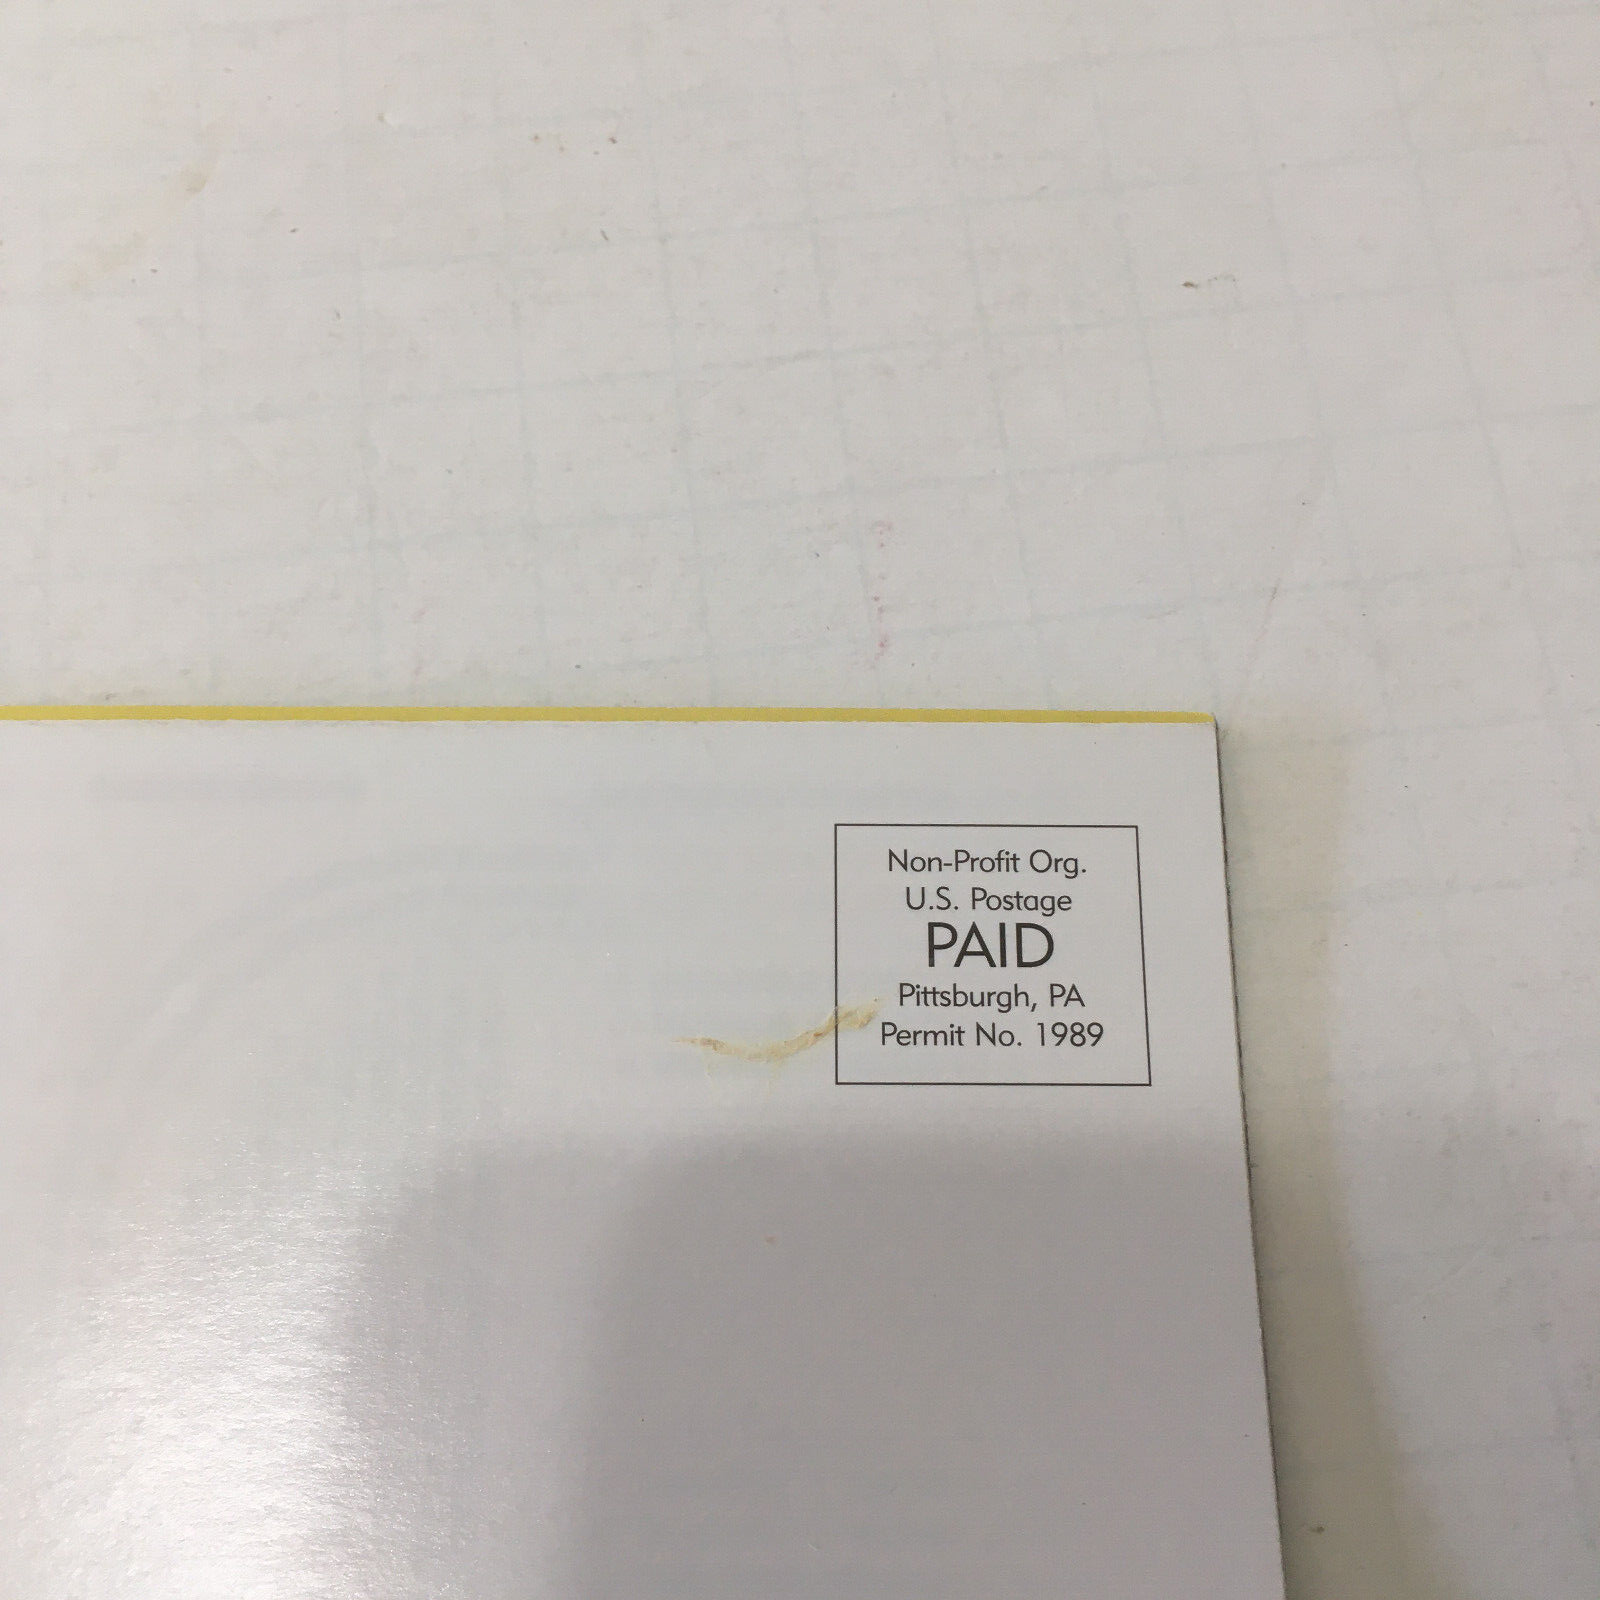 Non-Profit Org.
U.S. Postage
PAID
Pittsburgh, PA
Permit No. 1989